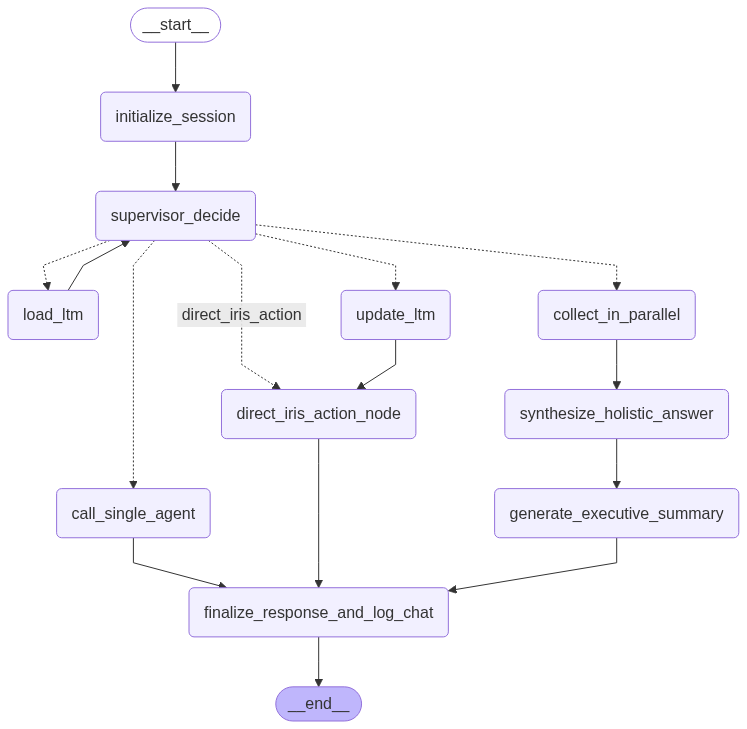 __start__
initialize_session
supervisor_decide
load_ltm
direct_iris_action
update_ltm
collect_in_parallel
direct_iris_action_node
synthesize_holistic_answer
call_single_agent
generate_executive_summary
finalize_response_and_log_chat
__end__